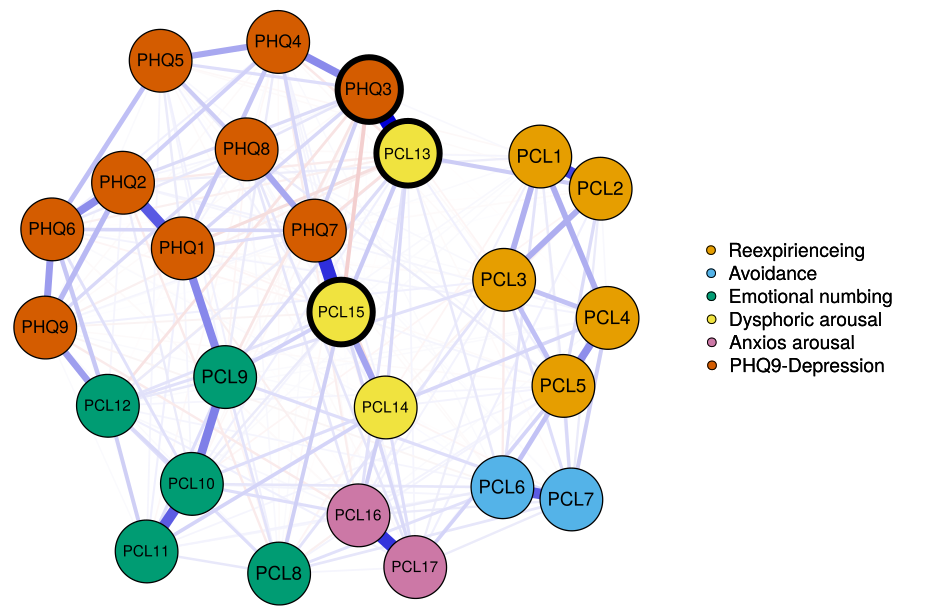 PHQ4
PHQ5
PHQ3
PHQ8
PCL13
PCL1
PHQ2
PCL2
PHQ6
PHQ7
PHQ1
PCL3
PCL15
PCL4
PHQ9
PCL9
PCL5
PCL12
PCL14
PCL10
PCL6
PCL7
PCL16
PCL11
PCL8
PCL17
Reexpirienceing
Avoidance
Emotional numbing
Dysphoric arousal
Anxios arousal
PHQ9-Depression